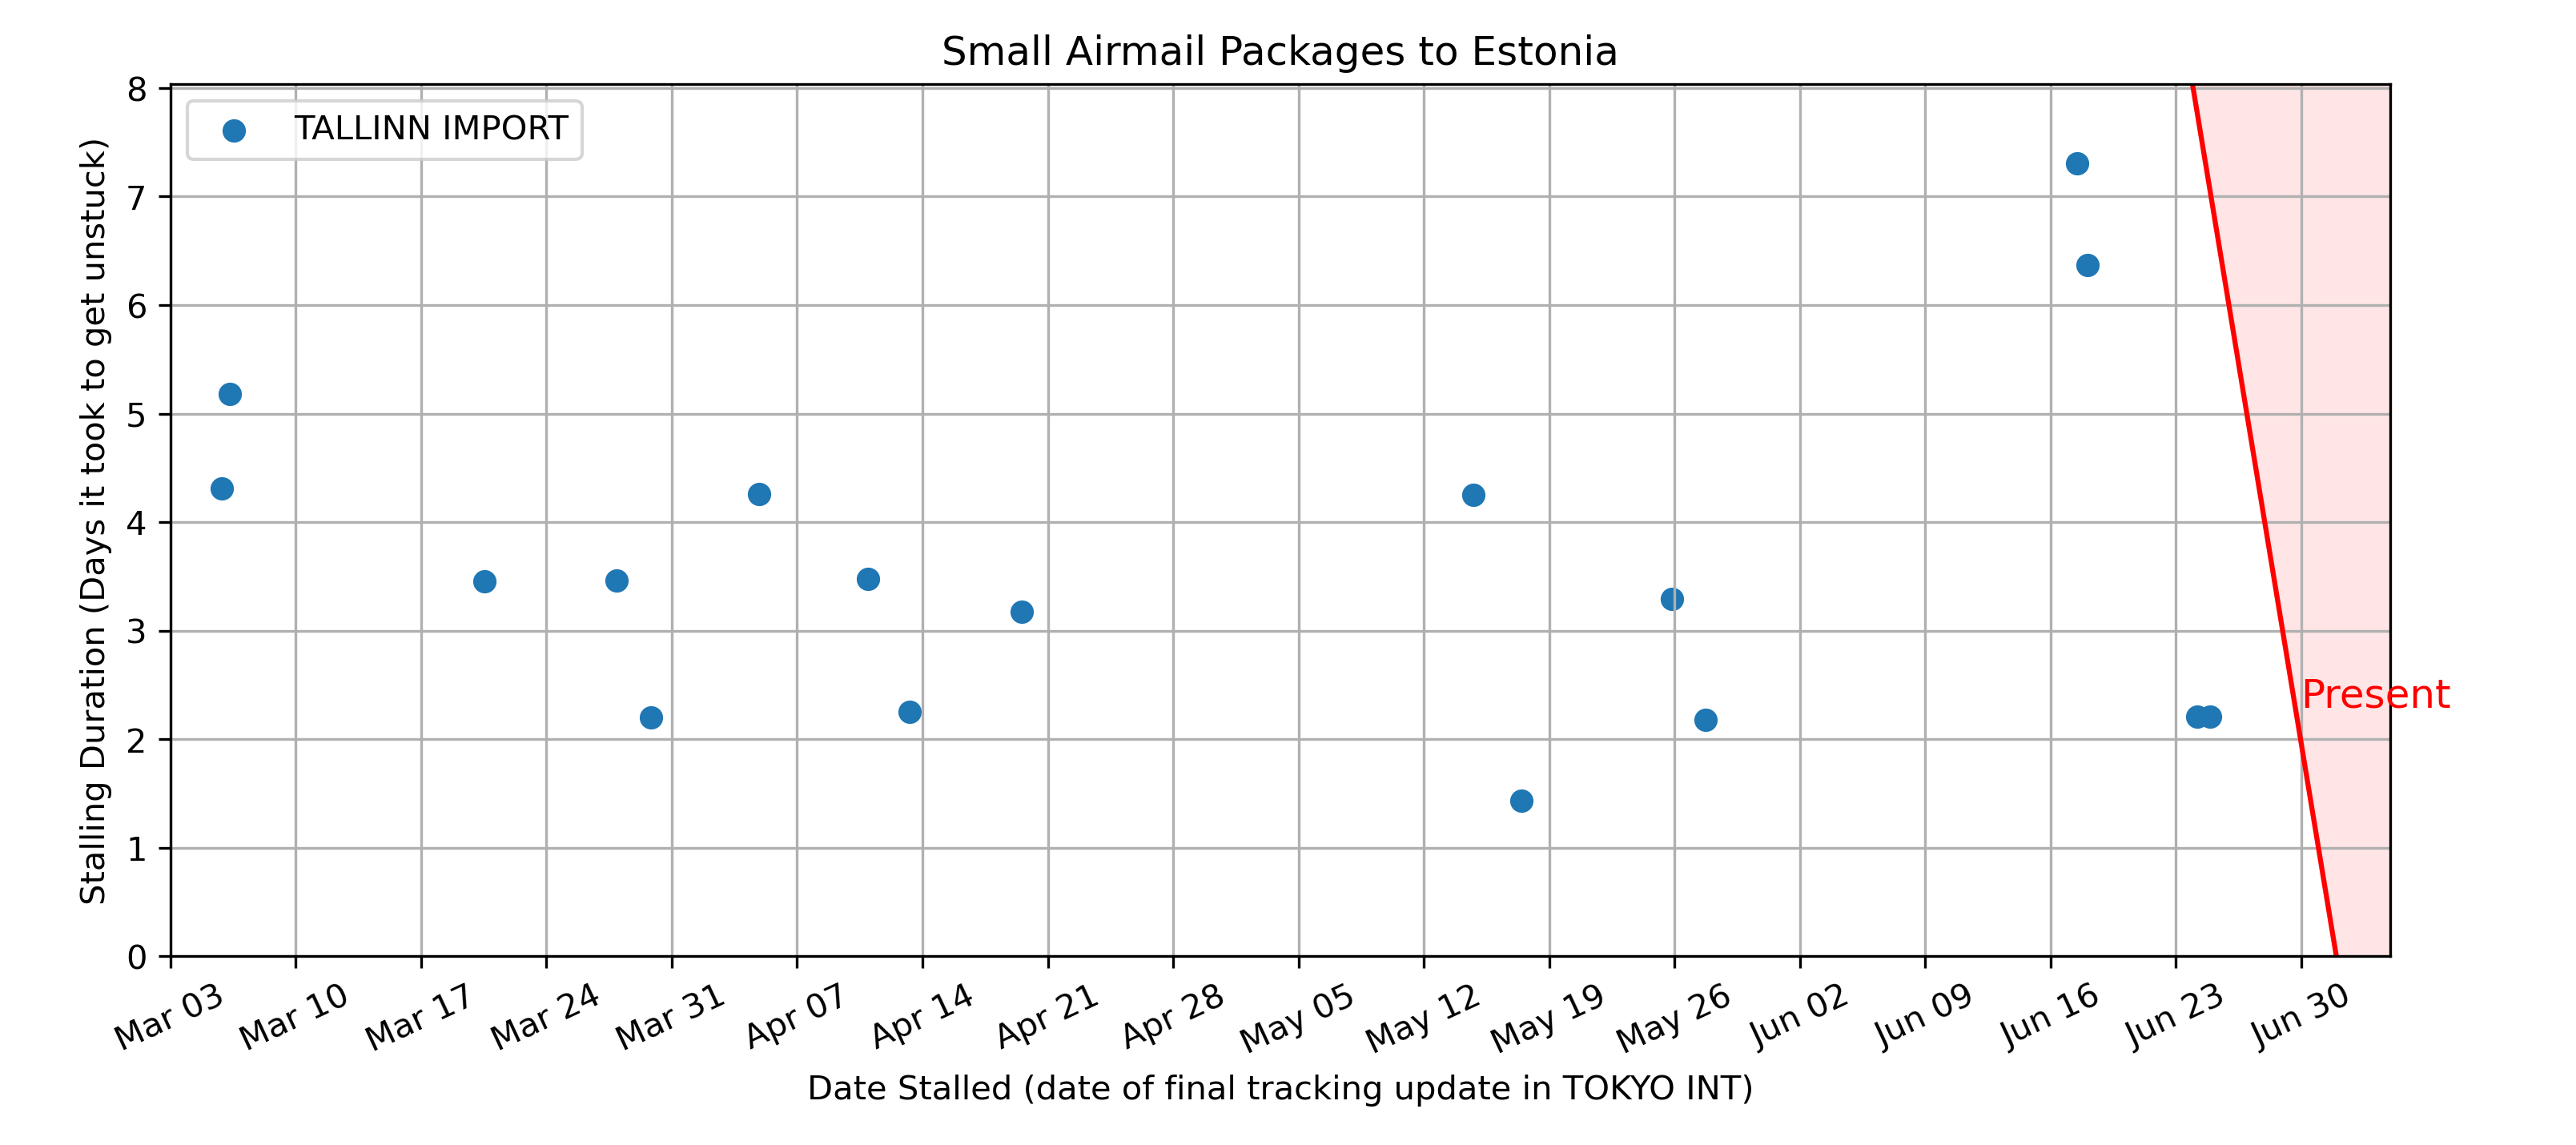 Small Airmail Packages to Estonia
TALLINN IMPORT
Stalling Duration (Days it took to get unstuck)
8
7
6
5
4
3
2
1
0
Present
Mar 03 Mar 10 Mar 17 Mar 24 Mar 31 Apr 07 Apr 14 Apr 21 Apr 28 May 05 May 12 May 19 May 26 Jun 02 Jun 09 Jun 16 Jun 23 Jun 30
Date Stalled (date of final tracking update in TOKYO INT)